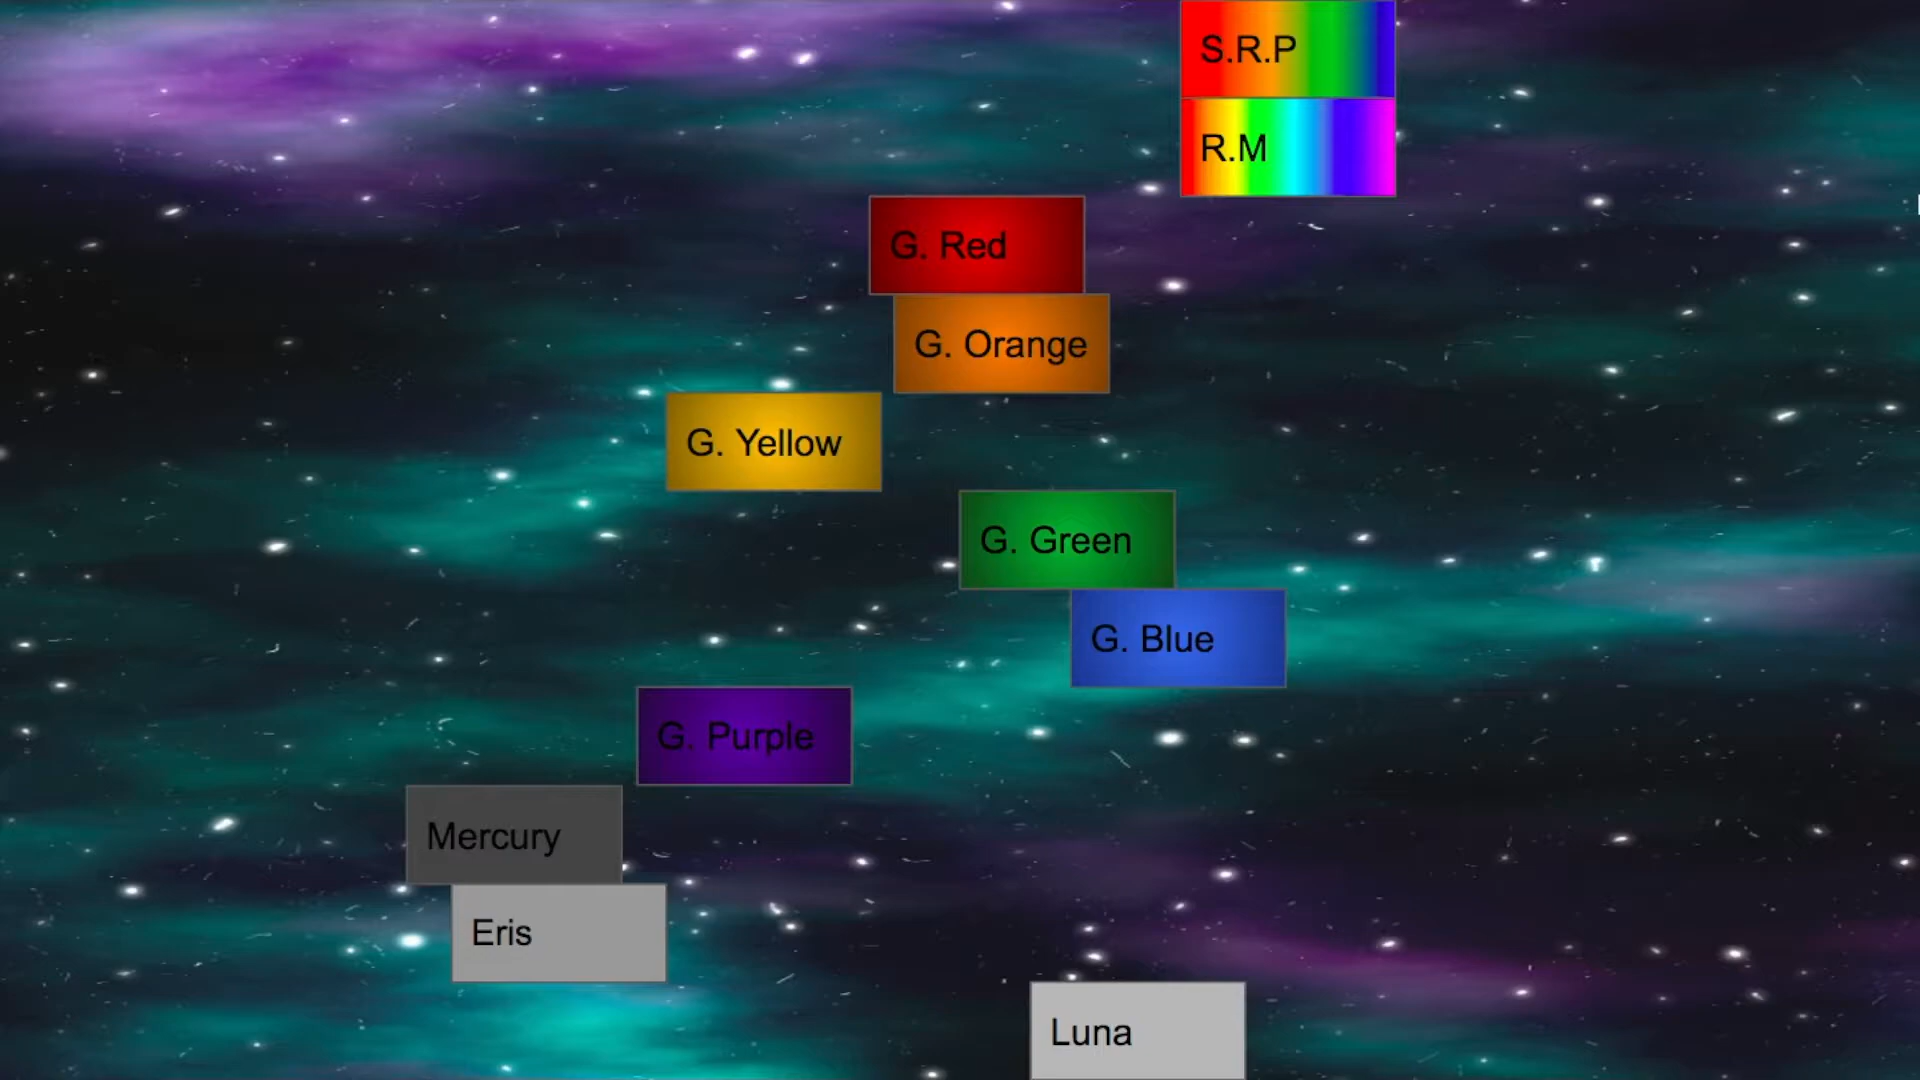 S.R.P
R.M
G. Red
G. Orange
G. Yellow
G. Green
G. Blue
G. Purple
Mercury
Eris
Luna